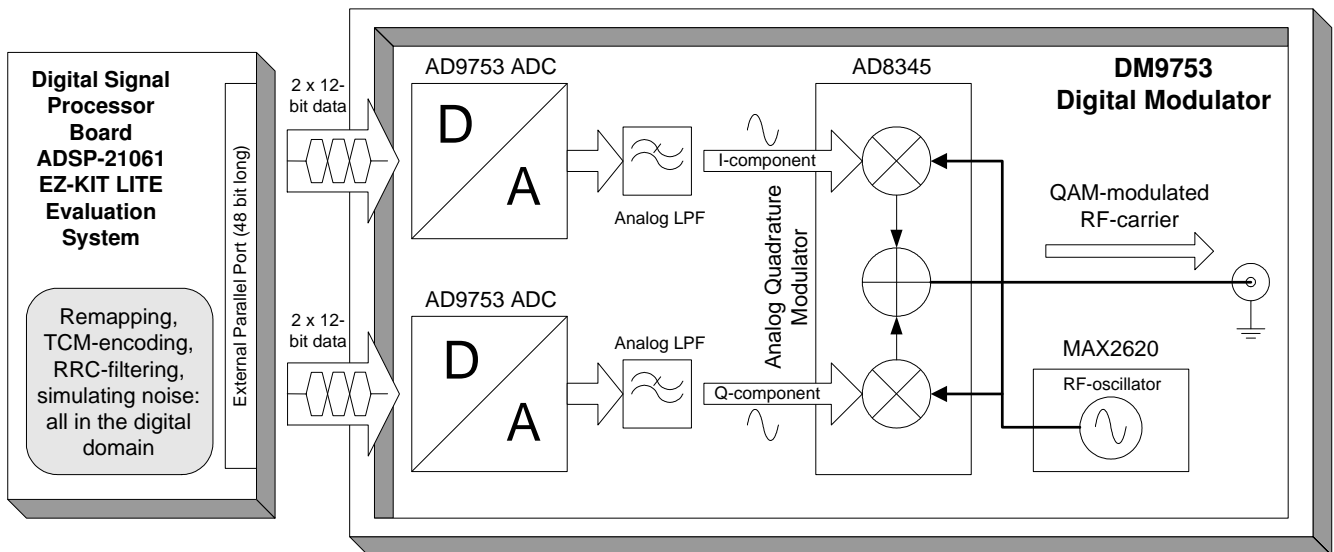 Digital Signal
Processor
Board
ADSP-21061
EZ-KIT LITE
Evaluation
System
Remapping,
TCM-encoding,
RRC-filtering,
simulating noise:
all in the digital
domain
External Parallel Port (48 bit long)
2 x 12-
bit data
2 x 12-
bit data
AD9753 ADC
D
A
Analog LPF
AD9753 ADC
D
A
Analog LPF
I-component
Q-component
Analog Quadrature
Modulator
AD8345
DM9753
Digital Modulator
QAM-modulated
RF-carrier
MAX2620
RF-oscillator